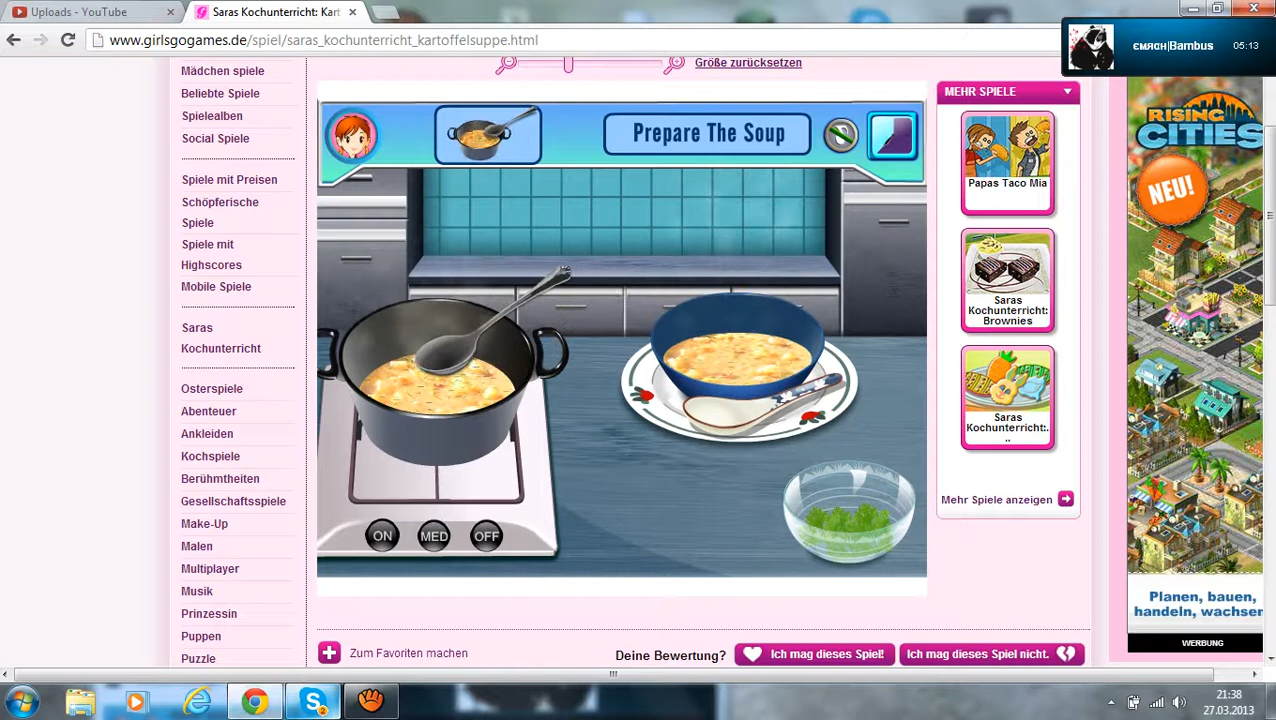 Uploads - YouTube
Saras Kochunterricht: Kart
www.girlsgogames.de/spiel/saras_kochunterricht_kartoffelsuppe.html
ємяαн|Bambus 05:13
Mädchen spiele
Beliebte Spiele
Spielealben
Social Spiele
Spiele mit Preisen
Schöpferische
Spiele
Spiele mit
Highscores
Mobile Spiele
Saras
Kochunterricht
Osterspiele
Abenteuer
Ankleiden
Kochspiele
Berühmtheiten
Gesellschaftsspiele
Make-Up
Malen
Multiplayer
Musik
Prinzessin
Puppen
Puzzle
Größe zurücksetzen
Prepare The Soup
ON MED OFF
Zum Favoriten machen
Deine Bewertung?
Ich mag dieses Spiel!
Ich mag dieses Spiel nicht.
MEHR SPIELE
Papas Taco Mia
Saras
Kochunterricht:
Brownies
Saras
Kochunterricht:.
..
Mehr Spiele anzeigen
RISING
CITIES
NEU!
Planen, bauen,
handeln, wachsen
WERBUNG
2
21:38
27.03.2013